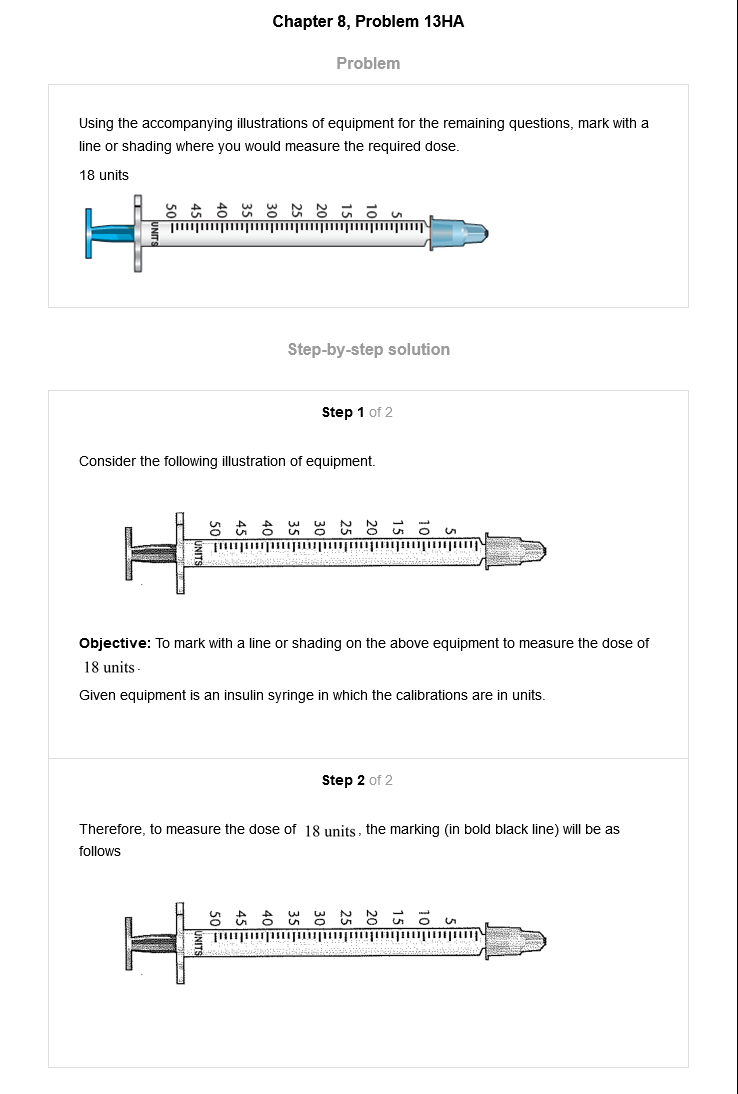 Chapter 8, Problem 13HA
Problem
Using the accompanying illustrations of equipment for the remaining questions, mark with a
line or shading where you would measure the required dose.
18 units
50 45 40 35 30 25 20 15 10 5
UNITS
Step-by-step solution
Step 1 of 2
Consider the following illustration of equipment.
50 45 40 35 30 25 20 15 10 5
UNITS
Objective: To mark with a line or shading on the above equipment to measure the dose of
18 units.
Given equipment is an insulin syringe in which the calibrations are in units.
Step 2 of 2
Therefore, to measure the dose of 18 units, the marking (in bold black line) will be as
follows
50 45 40 35 30 25 20 15 10 5
UNITS